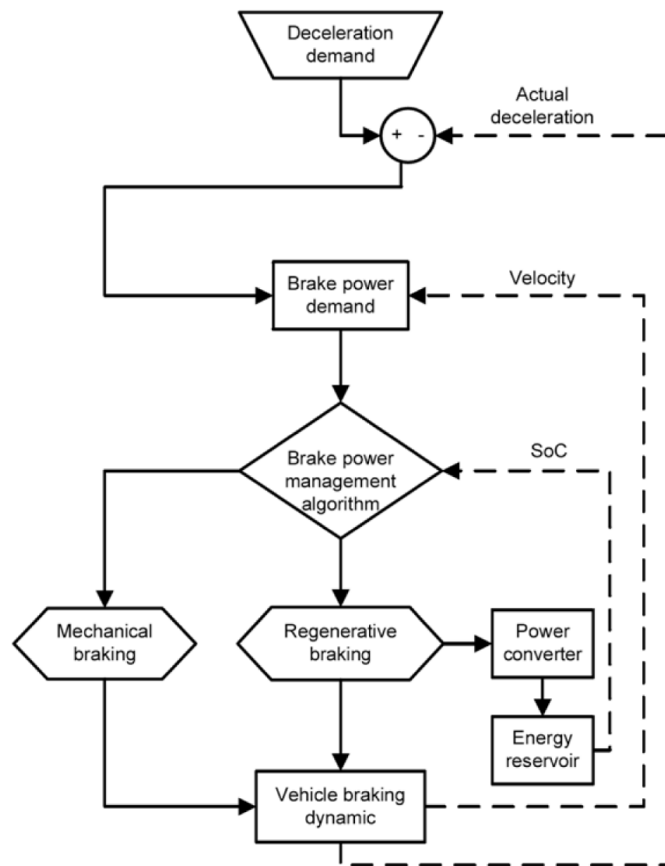 Deceleration
demand
Actual
deceleration
+ -
Brake power
demand
Velocity
Brake power
management
algorithm
SoC
Mechanical
braking
Regenerative
braking
Power
converter
Energy
reservoir
Vehicle braking
dynamic